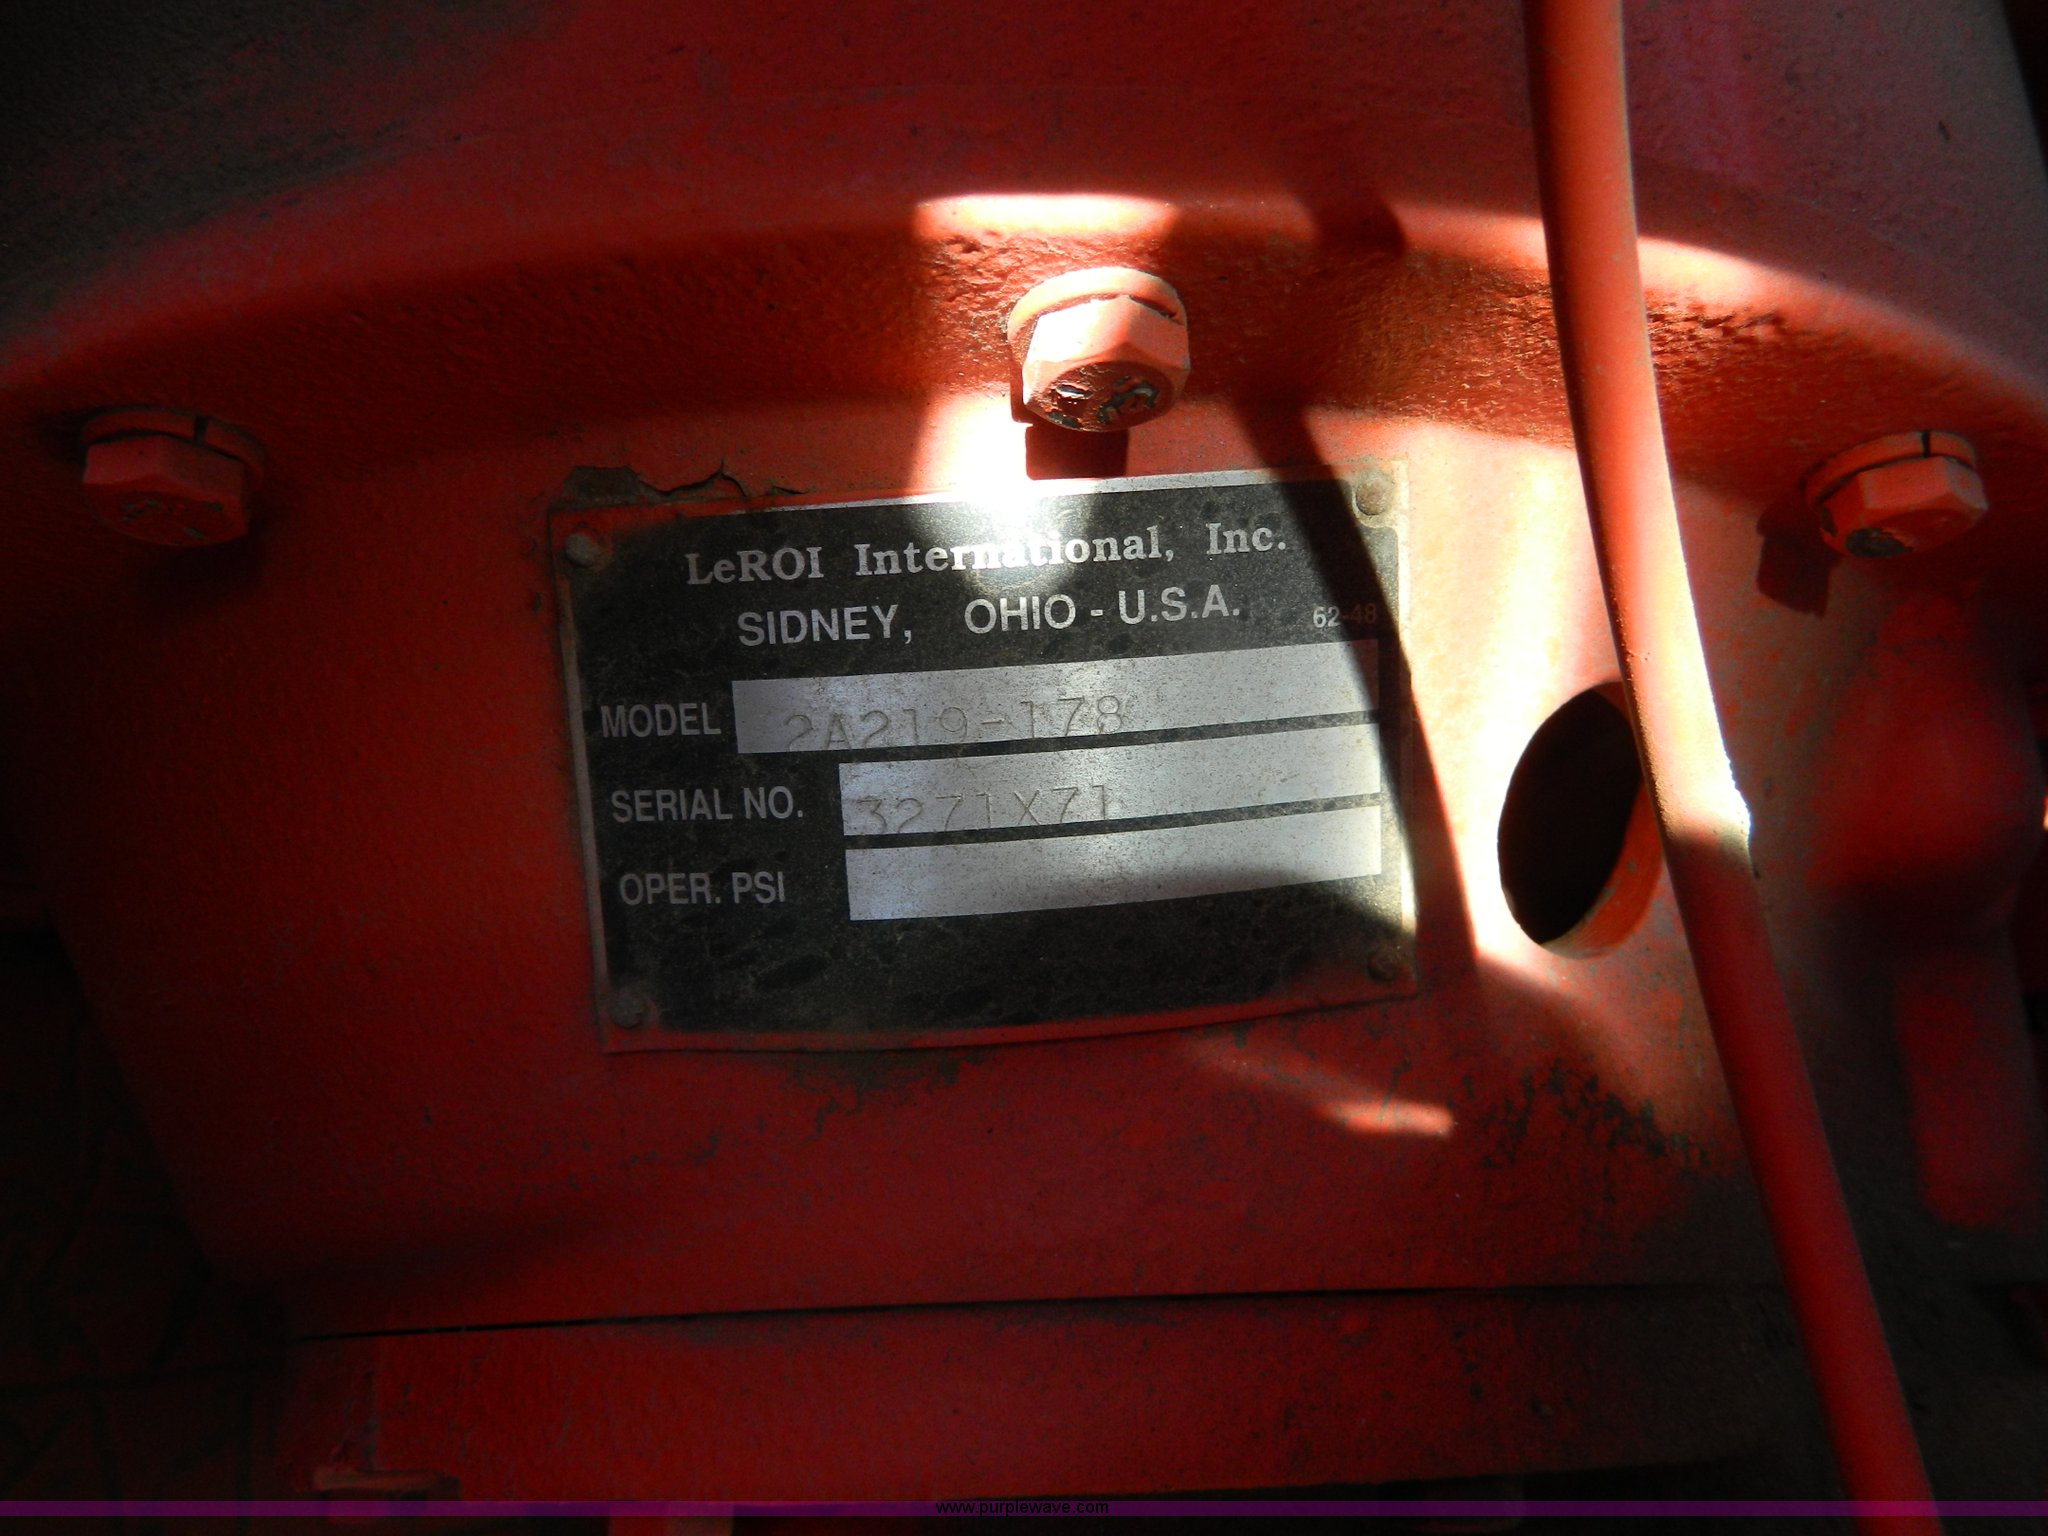 LeROI International, Inc.
SIDNEY, OHIO - U.S.A. 62-48
MODEL 2A219-178
SERIAL NO. 3271X71
OPER. PSI
www.purplewave.com